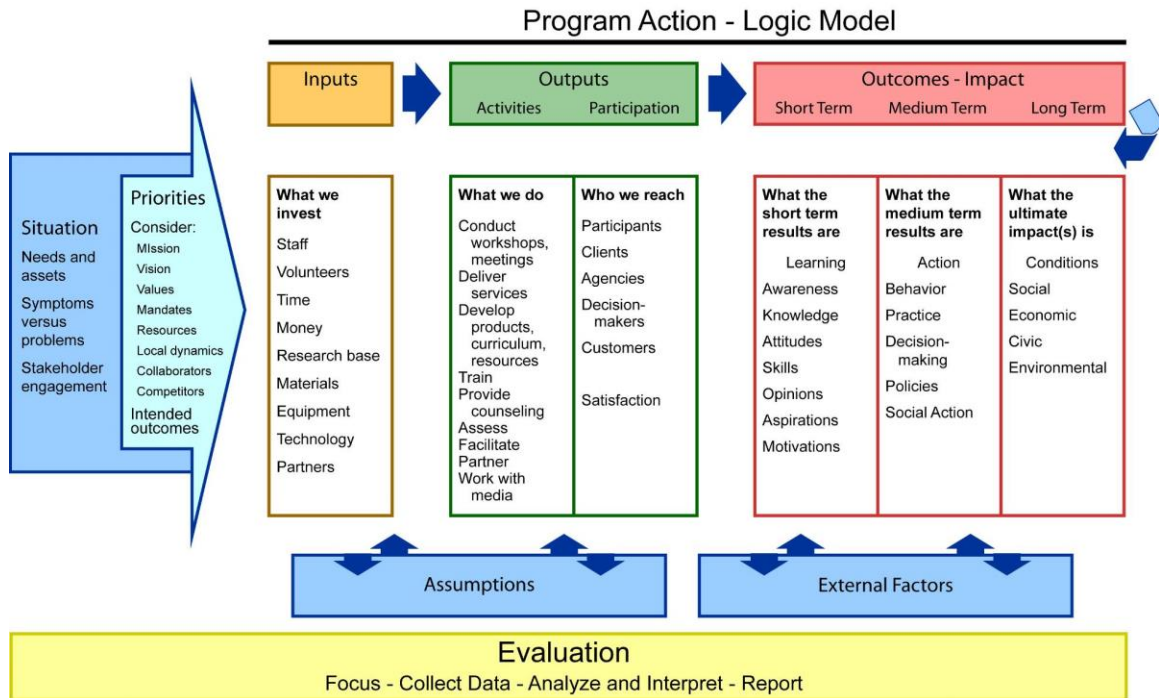 Program Action - Logic Model
Inputs
Outputs
Activities
Participation
Outcomes - Impact
Short Term
Medium Term
Long Term
Situation
Needs and
assets
Symptoms
versus
problems
Stakeholder
engagement
Priorities
Consider:
MIssion
Vision
Values
Mandates
Resources
Local dynamics
Collaborators
Competitors
Intended
outcomes
What we
invest
Staff
Volunteers
Time
Money
Research base
Materials
Equipment
Technology
Partners
What we do
Conduct
workshops,
meetings
Deliver
services
Develop
products,
curriculum,
resources
Train
Provide
counseling
Assess
Facilitate
Partner
Work with
media
Who we reach
Participants
Clients
Agencies
Decision-
makers
Customers
Satisfaction
What the
short term
results are
Learning
Awareness
Knowledge
Attitudes
Skills
Opinions
Aspirations
Motivations
What the
medium term
results are
Action
Behavior
Practice
Decision-
making
Policies
Social Action
What the
ultimate
impact(s) is
Conditions
Social
Economic
Civic
Environmental
Assumptions
External Factors
Evaluation
Focus - Collect Data - Analyze and Interpret - Report